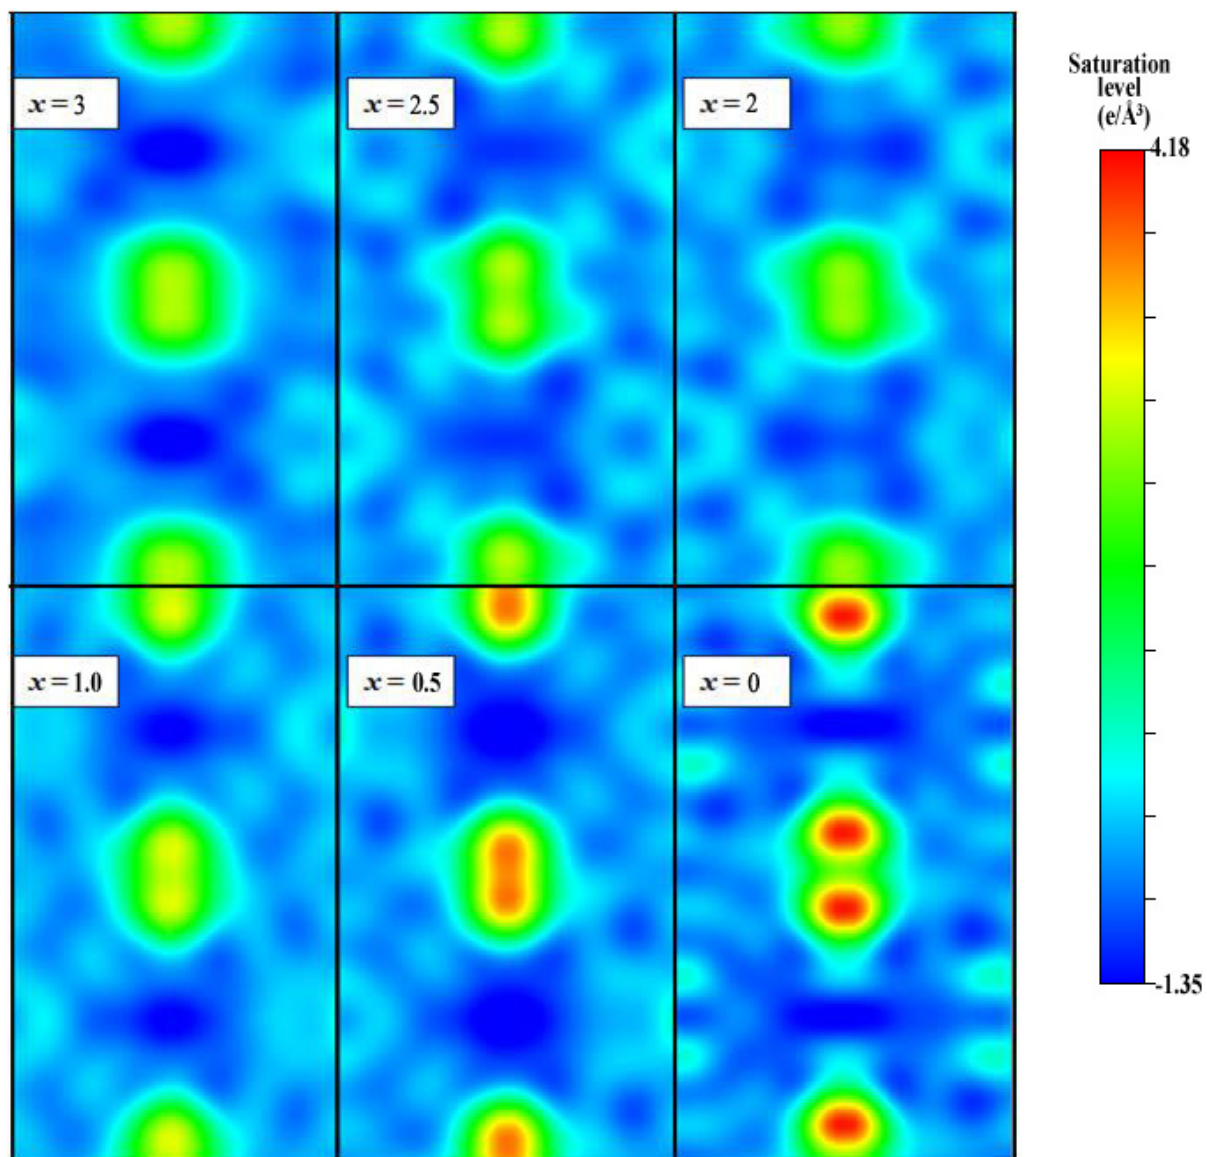 Saturation
level
(e/Å³)
x = 3
x = 2.5
x = 2
4.18
x = 1.0
x = 0.5
x = 0
-1.35